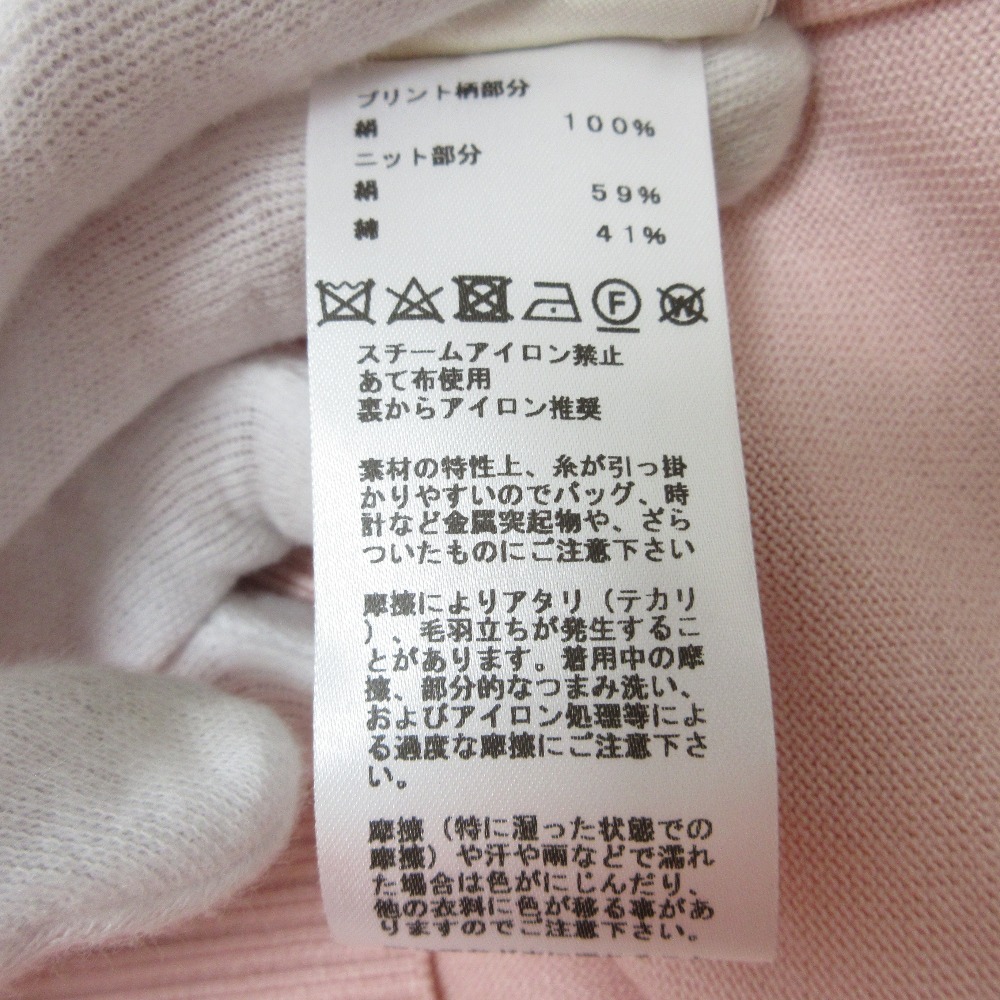 プリント柄部分
絹 100%
ニット部分
絹 59%
綿 41%
F W
スチームアイロン禁止
あて布使用
裏からアイロン推奨
素材の特性上、糸が引っ掛
かりやすいのでバッグ、時
計など金属突起物や、ざら
ついたものにご注意下さい
摩擦によりアタリ（テカリ
）、毛羽立ちが発生するこ
とがあります。着用中の摩
擦、部分的なつまみ洗い、
およびアイロン処理等によ
る過度な摩擦にご注意下さ
い。
摩擦（特に湿った状態での
摩擦）や汗や雨などで濡れ
た場合は色がにじんだり、
他の衣料に色が移る事があ
りますのでご注意下さい。